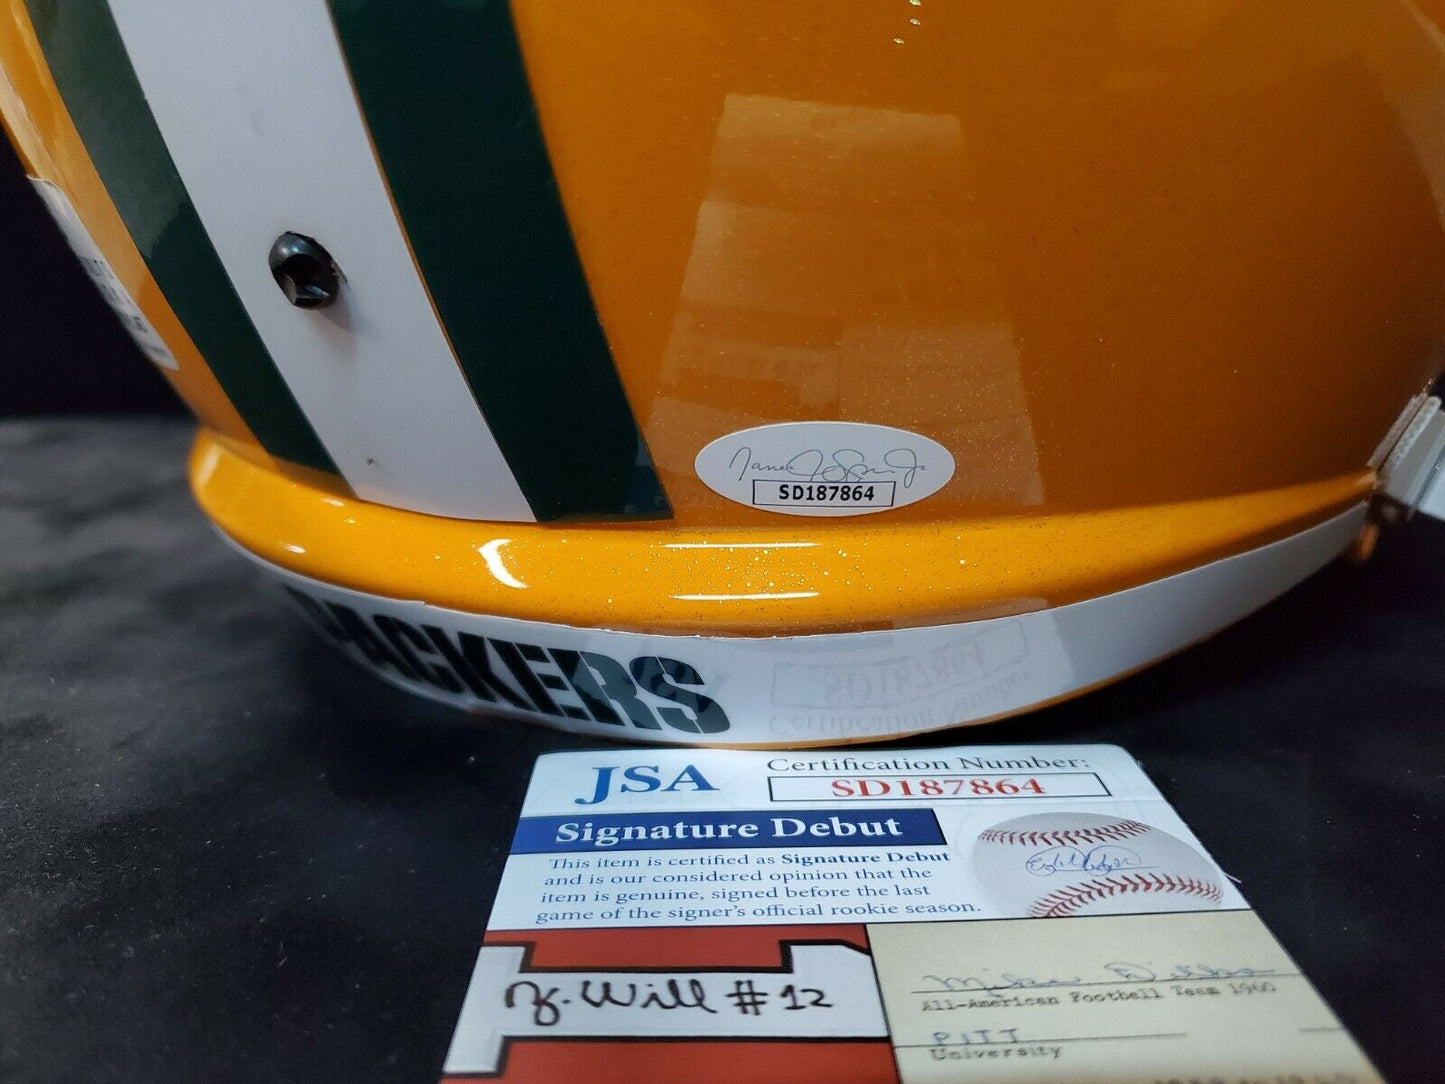 SD187864
PACKERS
JSA
Certification Number:
SD187864
Signature Debut
This item is certified as Signature Debut
and is our considered opinion that the
item is genuine, signed before the last
game of the signer's official rookie season.
y. Will #12
All-American Football Team 1960
PITT
University